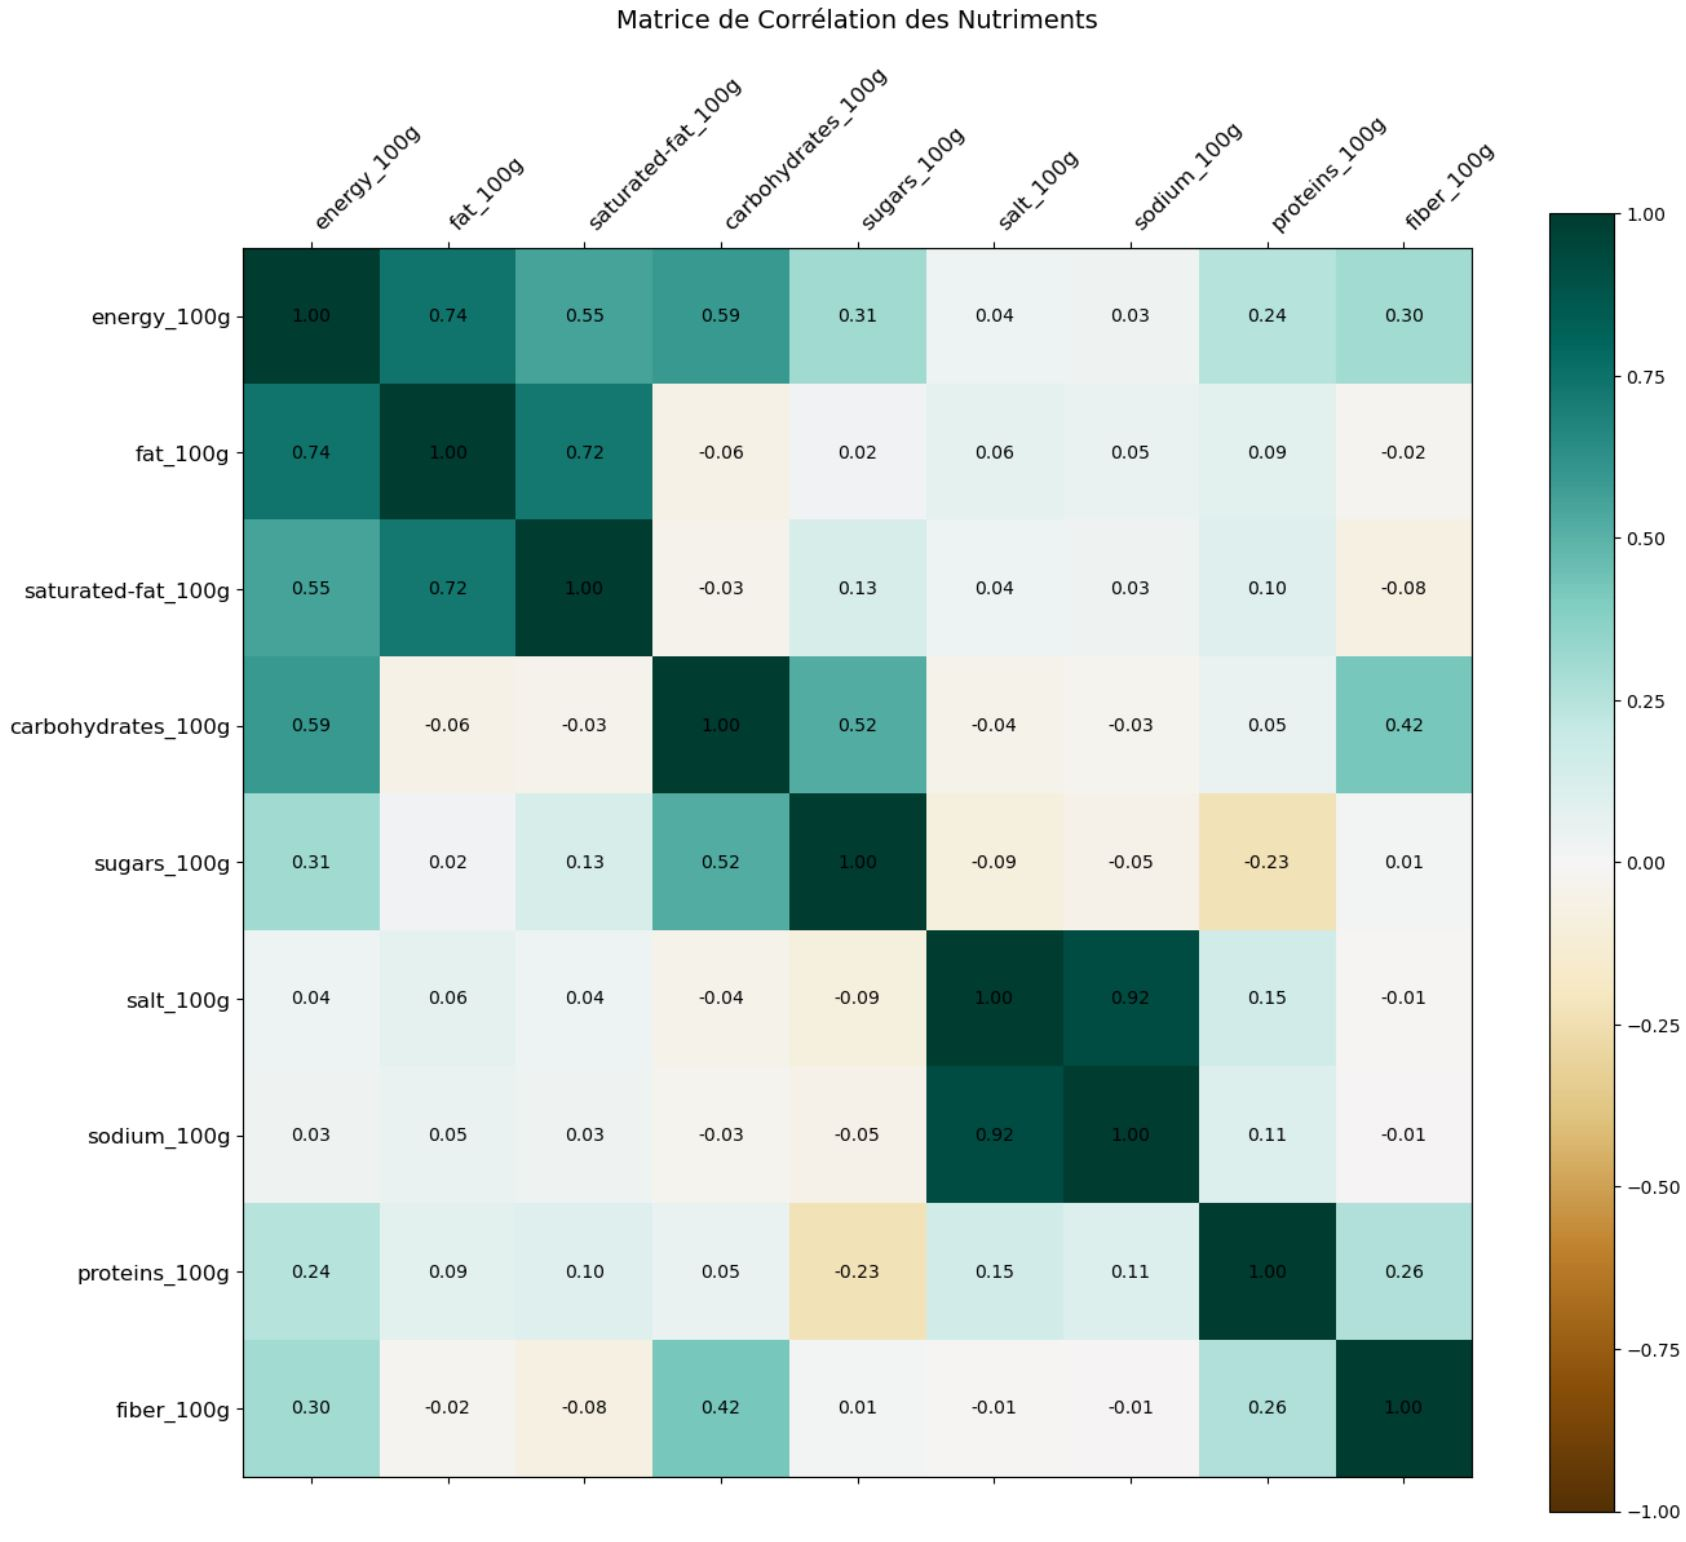 Matrice de Corrélation des Nutriments
energy_100g fat_100g saturated-fat_100g carbohydrates_100g sugars_100g salt_100g sodium_100g proteins_100g fiber_100g
energy_100g 1.00 0.74 0.55 0.59 0.31 0.04 0.03 0.24 0.30
fat_100g 0.74 1.00 0.72 -0.06 0.02 0.06 0.05 0.09 -0.02
saturated-fat_100g 0.55 0.72 1.00 -0.03 0.13 0.04 0.03 0.10 -0.08
carbohydrates_100g 0.59 -0.06 -0.03 1.00 0.52 -0.04 -0.03 0.05 0.42
sugars_100g 0.31 0.02 0.13 0.52 1.00 -0.09 -0.05 -0.23 0.01
salt_100g 0.04 0.06 0.04 -0.04 -0.09 1.00 0.92 0.15 -0.01
sodium_100g 0.03 0.05 0.03 -0.03 -0.05 0.92 1.00 0.11 -0.01
proteins_100g 0.24 0.09 0.10 0.05 -0.23 0.15 0.11 1.00 0.26
fiber_100g 0.30 -0.02 -0.08 0.42 0.01 -0.01 -0.01 0.26 1.00
1.00
0.75
0.50
0.25
0.00
−0.25
−0.50
−0.75
−1.00